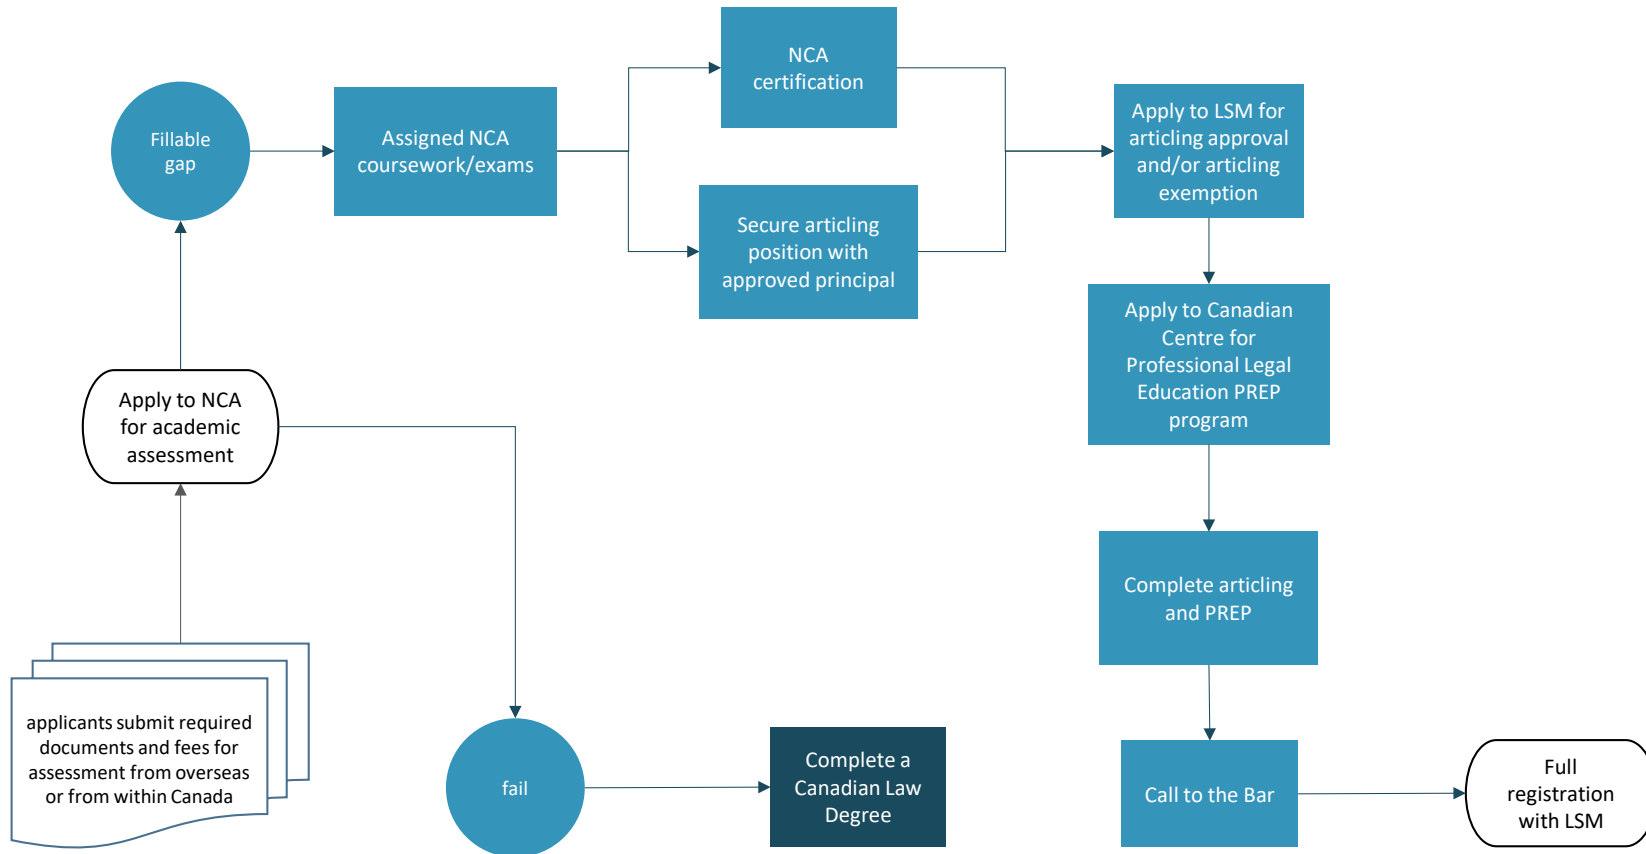 applicants submit required
documents and fees for
assessment from overseas
or from within Canada
Apply to NCA
for academic
assessment
Fillable
gap
Assigned NCA
coursework/exams
NCA
certification
Secure articling
position with
approved principal
Apply to LSM for
articling approval
and/or articling
exemption
Apply to Canadian
Centre for
Professional Legal
Education PREP
program
Complete articling
and PREP
Call to the Bar
Full
registration
with LSM
fail
Complete a
Canadian Law
Degree